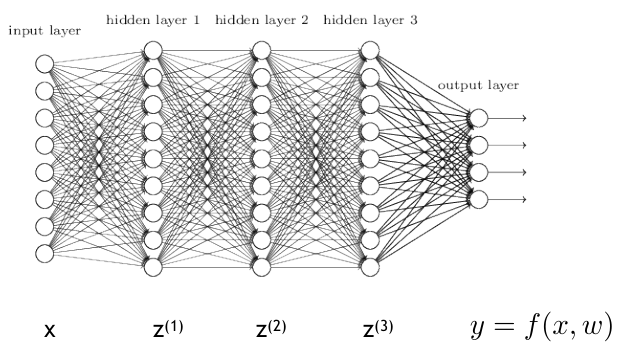 input layer
hidden layer 1 hidden layer 2 hidden layer 3
output layer
x z(1) z(2) z(3) y = f(x, w)